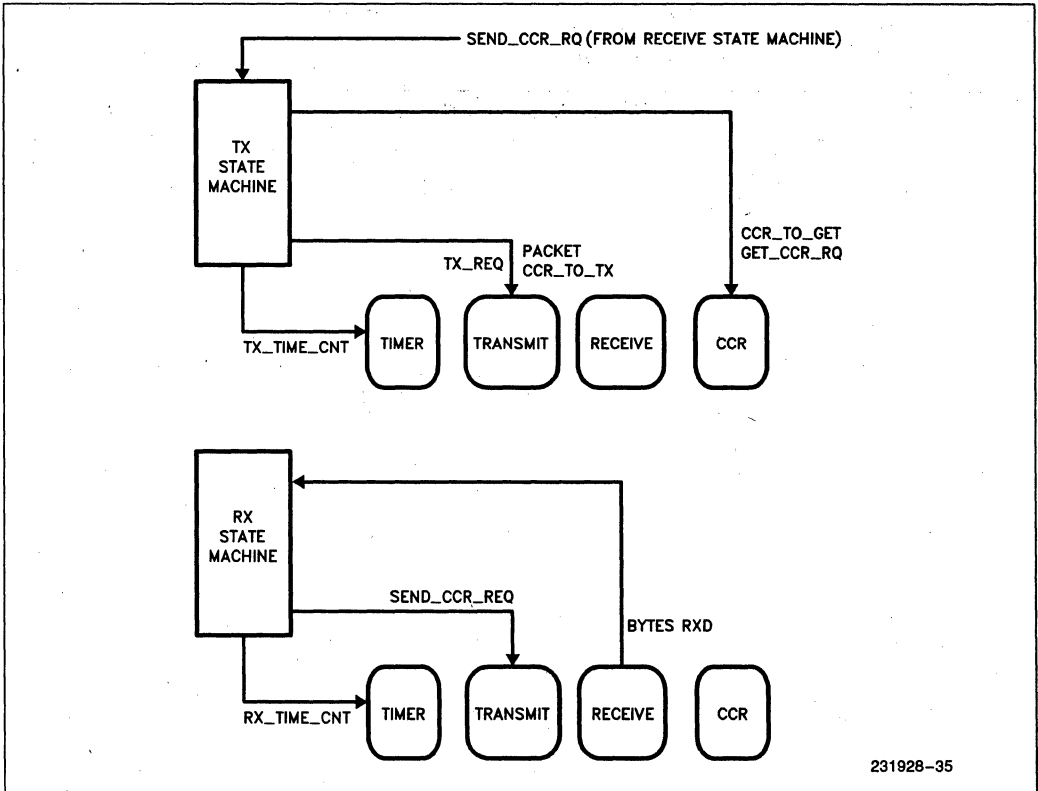 SEND_CCR_RQ (FROM RECEIVE STATE MACHINE)
TX
STATE
MACHINE
CCR_TO_GET
GET_CCR_RQ
TX_REQ
PACKET
CCR_TO_TX
TX_TIME_CNT
TIMER
TRANSMIT
RECEIVE
CCR
RX
STATE
MACHINE
SEND_CCR_REQ
BYTES RXD
RX_TIME_CNT
TIMER
TRANSMIT
RECEIVE
CCR
231928-35